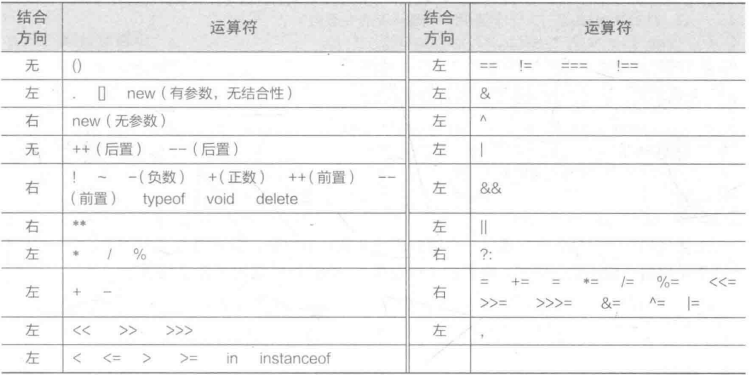 结合方向 运算符 结合方向 运算符
无 () 左 == != === !==
左 . [] new（有参数，无结合性） 左 &
右 new（无参数） 左 ^
无 ++（后置） --（后置） 左 |
右 ! ~ -（负数） +（正数） ++（前置） --
（前置） typeof void delete 左 &&
右 ** 左 ||
左 * / % 右 ?:
左 + - 右 = += = *= /= %= <<=
>>= >>>= &= ^= |=
左 << >> >>> 左 ,
左 < <= > >= in instanceof